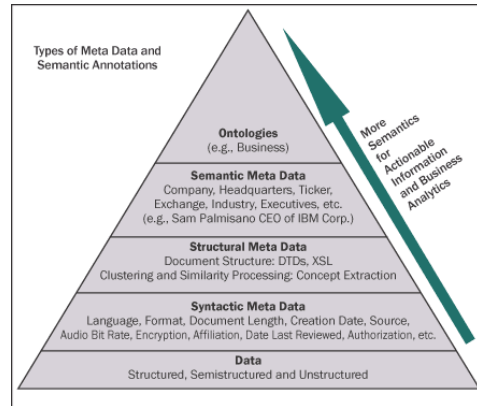 Types of Meta Data and
Semantic Annotations
Ontologies
(e.g., Business)
Semantic Meta Data
Company, Headquarters, Ticker,
Exchange, Industry, Executives, etc.
(e.g., Sam Palmisano CEO of IBM Corp.)
Structural Meta Data
Document Structure: DTDs, XSL
Clustering and Similarity Processing: Concept Extraction
Syntactic Meta Data
Language, Format, Document Length, Creation Date, Source,
Audio Bit Rate, Encryption, Affiliation, Date Last Reviewed, Authorization, etc.
Data
Structured, Semistructured and Unstructured
More
Semantics
for
Actionable
Information
and Business
Analytics